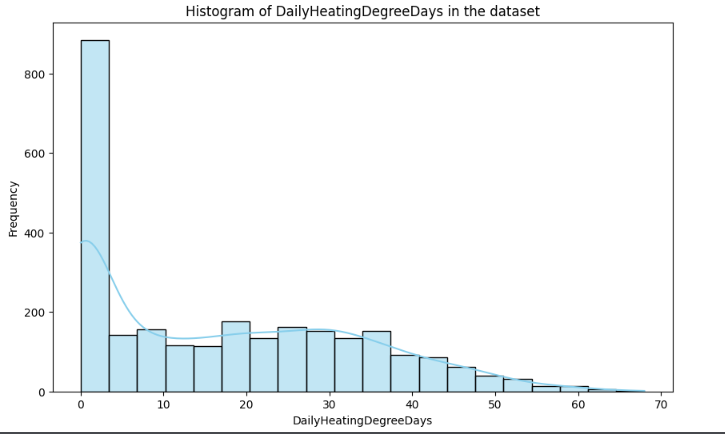 Histogram of DailyHeatingDegreeDays in the dataset
800
600
400
200
0
Frequency
0 10 20 30 40 50 60 70
DailyHeatingDegreeDays